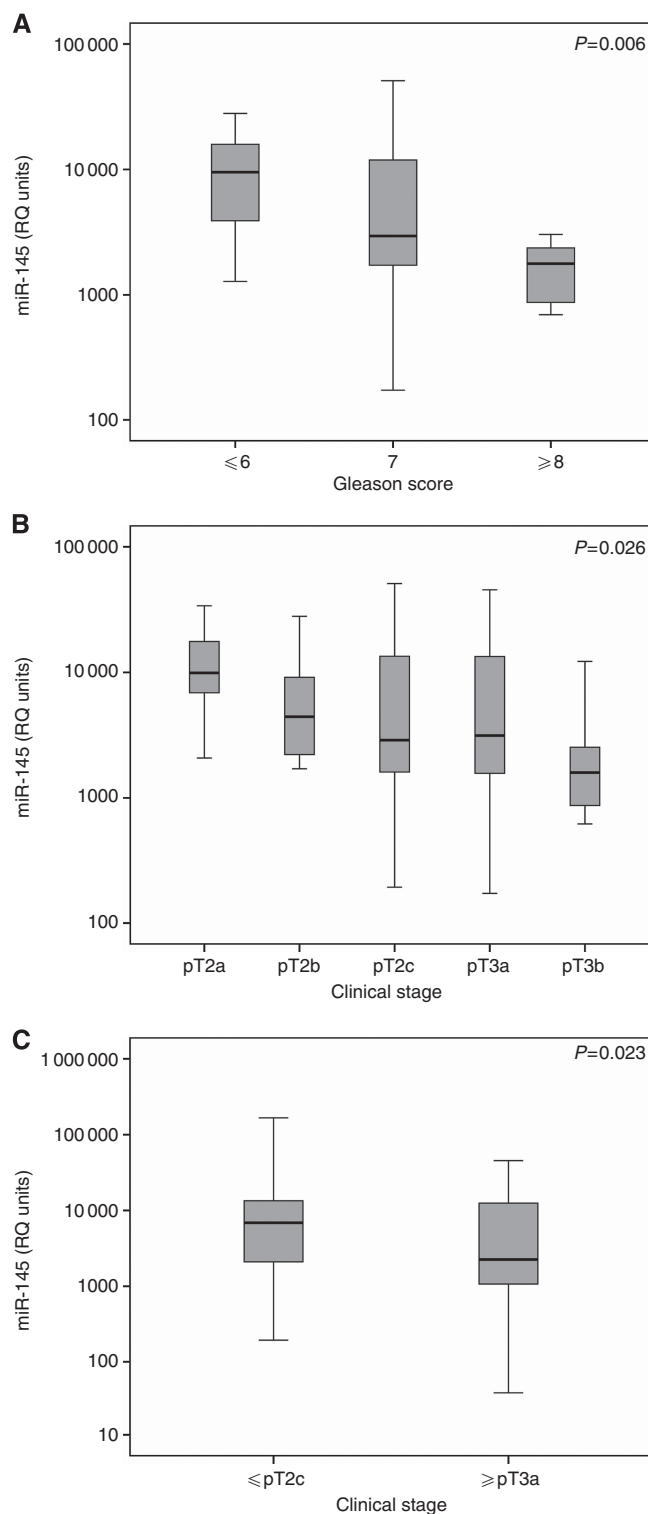 A
P=0.006
miR-145 (RQ units)
100 000
10 000
1000
100
⩽6 7 ⩾8
Gleason score
B
P=0.026
miR-145 (RQ units)
100 000
10 000
1000
100
pT2a pT2b pT2c pT3a pT3b
Clinical stage
C
P=0.023
miR-145 (RQ units)
1 000 000
100 000
10 000
1000
100
10
⩽pT2c ⩾pT3a
Clinical stage